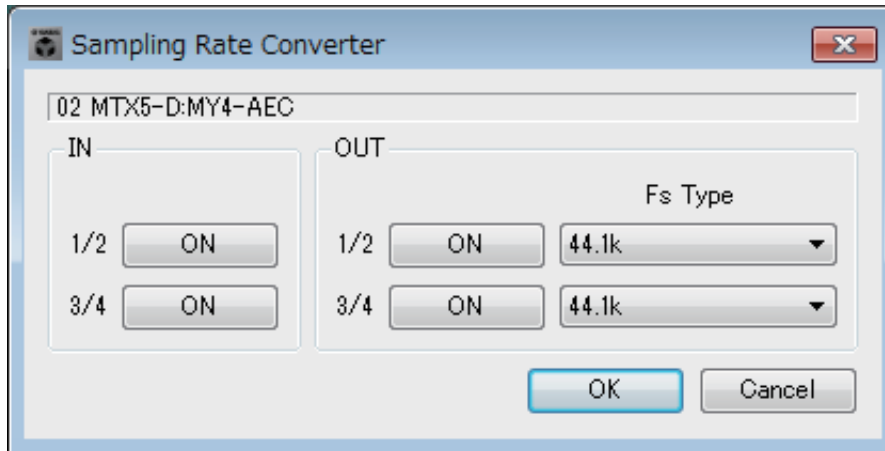 Sampling Rate Converter
02 MTX5-D:MY4-AEC
IN
OUT
Fs Type
1/2 ON
1/2 ON 44.1k
3/4 ON
3/4 ON 44.1k
OK Cancel